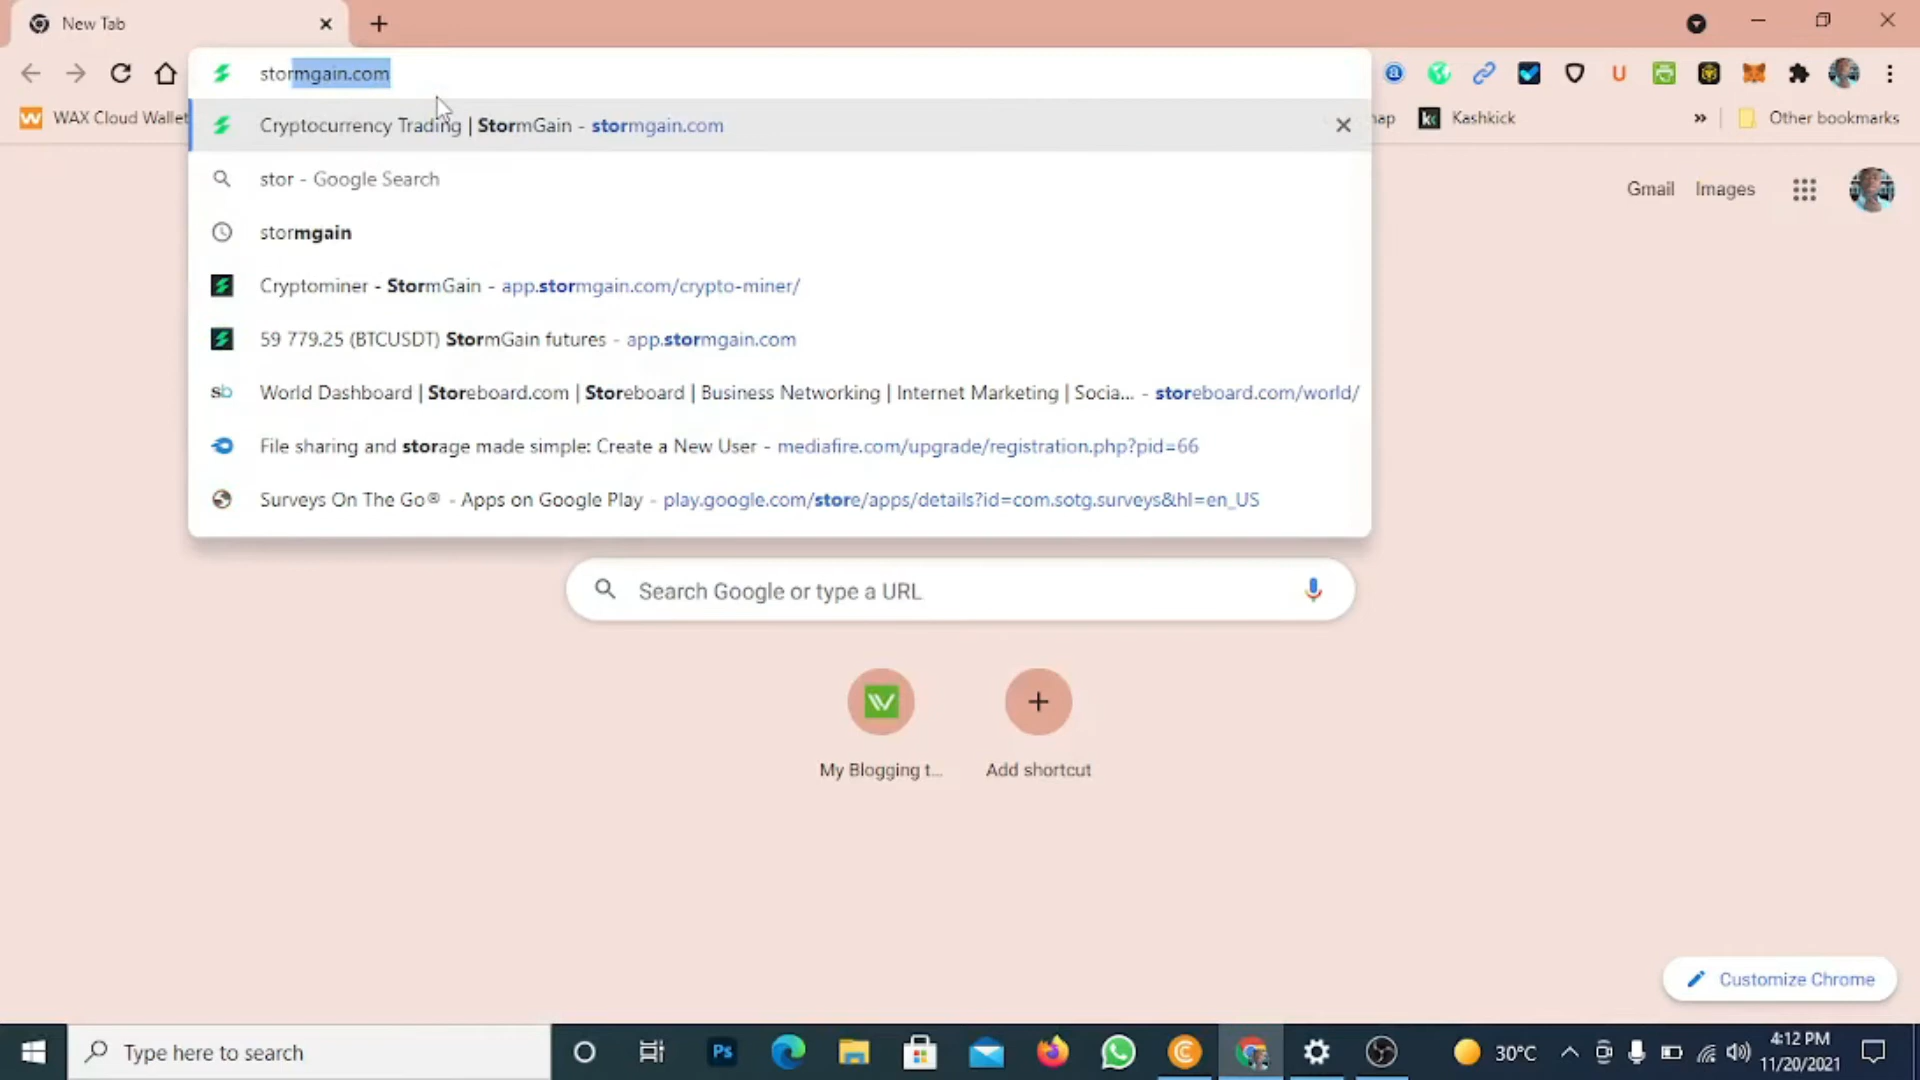 New Tab
stormgain.com
WAX Cloud Wallet
Cryptocurrency Trading | StormGain - stormgain.com
Kashkick
Other bookmarks
stor - Google Search
Gmail
Images
stormgain
Cryptominer - StormGain - app.stormgain.com/crypto-miner/
59 779.25 (BTCUSDT) StormGain futures - app.stormgain.com
sb
World Dashboard | Storeboard.com | Storeboard | Business Networking | Internet Marketing | Socia... - storeboard.com/world/
File sharing and storage made simple: Create a New User - mediafire.com/upgrade/registration.php?pid=66
Surveys On The Go® - Apps on Google Play - play.google.com/store/apps/details?id=com.sotg.surveys&hl=en_US
Search Google or type a URL
My Blogging t...
Add shortcut
Customize Chrome
Type here to search
Ps
30°C
4:12 PM
11/20/2021